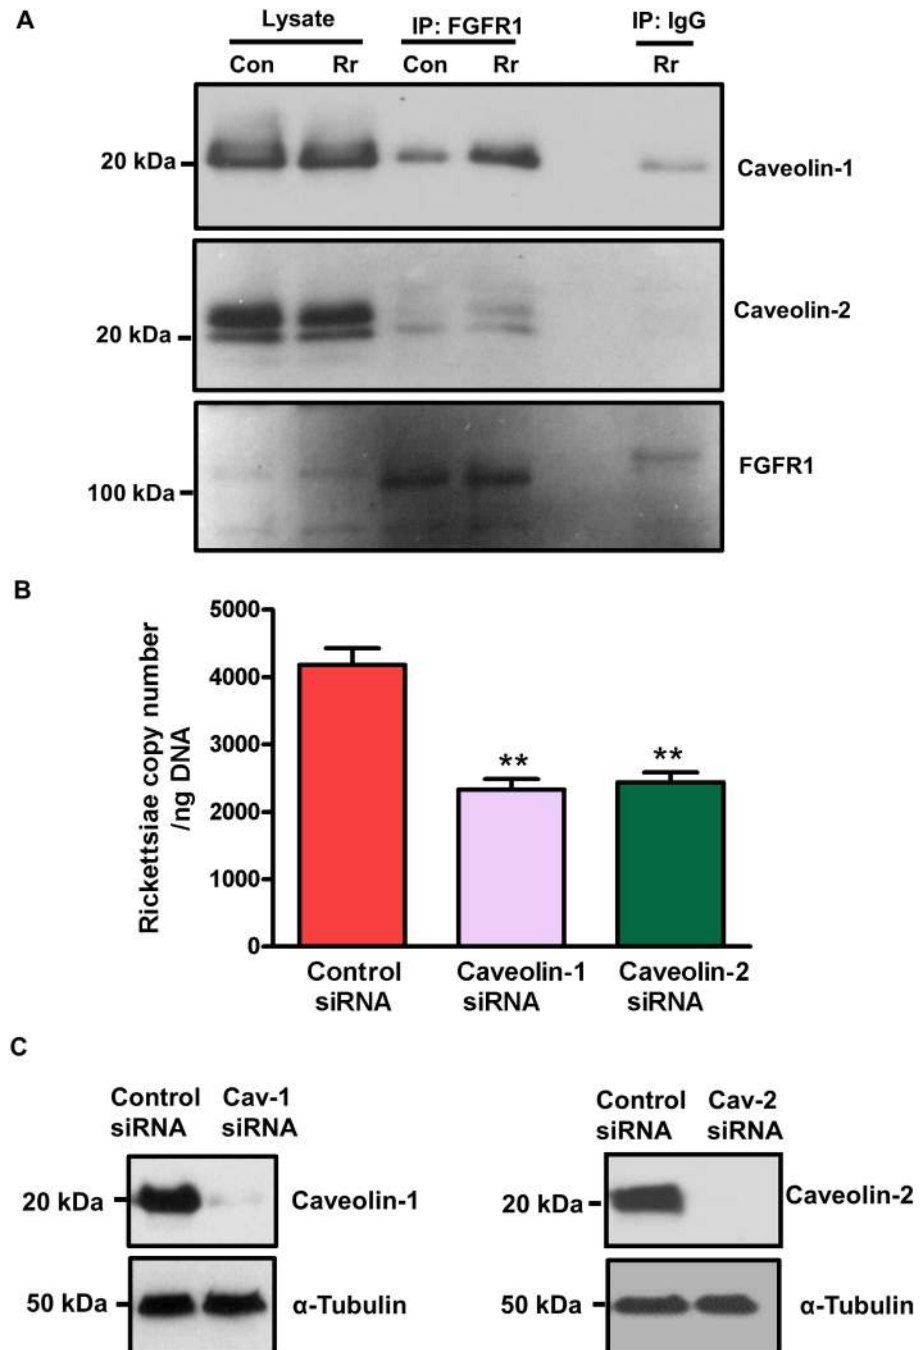 A
Lysate
IP: FGFR1
IP: IgG
Con
Rr
Con
Rr
Rr
20 kDa
Caveolin-1
20 kDa
Caveolin-2
100 kDa
FGFR1
B
Rickettsiae copy number
/ng DNA
5000
4000
3000
2000
1000
0
**
**
Control
siRNA
Caveolin-1
siRNA
Caveolin-2
siRNA
C
Control
siRNA
Cav-1
siRNA
20 kDa
Caveolin-1
50 kDa
α-Tubulin
Control
siRNA
Cav-2
siRNA
20 kDa
Caveolin-2
50 kDa
α-Tubulin